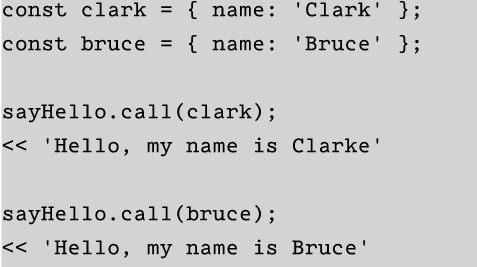 const clark = { name: 'Clark' };
const bruce = { name: 'Bruce' };
sayHello.call(clark);
<< 'Hello, my name is Clarke'
sayHello.call(bruce);
<< 'Hello, my name is Bruce'